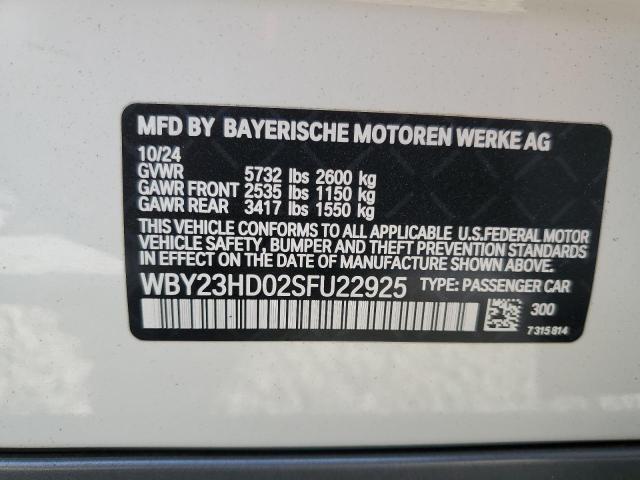 MFD BY BAYERISCHE MOTOREN WERKE AG
10/24
GVWR 5732 lbs 2600 kg
GAWR FRONT 2535 lbs 1150 kg
GAWR REAR 3417 lbs 1550 kg
THIS VEHICLE CONFORMS TO ALL APPLICABLE U.S.FEDERAL MOTOR
VEHICLE SAFETY, BUMPER AND THEFT PREVENTION STANDARDS
IN EFFECT ON THE DATE OF MANUFACTURE SHOWN ABOVE.
WBY23HD02SFU22925 TYPE: PASSENGER CAR
300
7315814